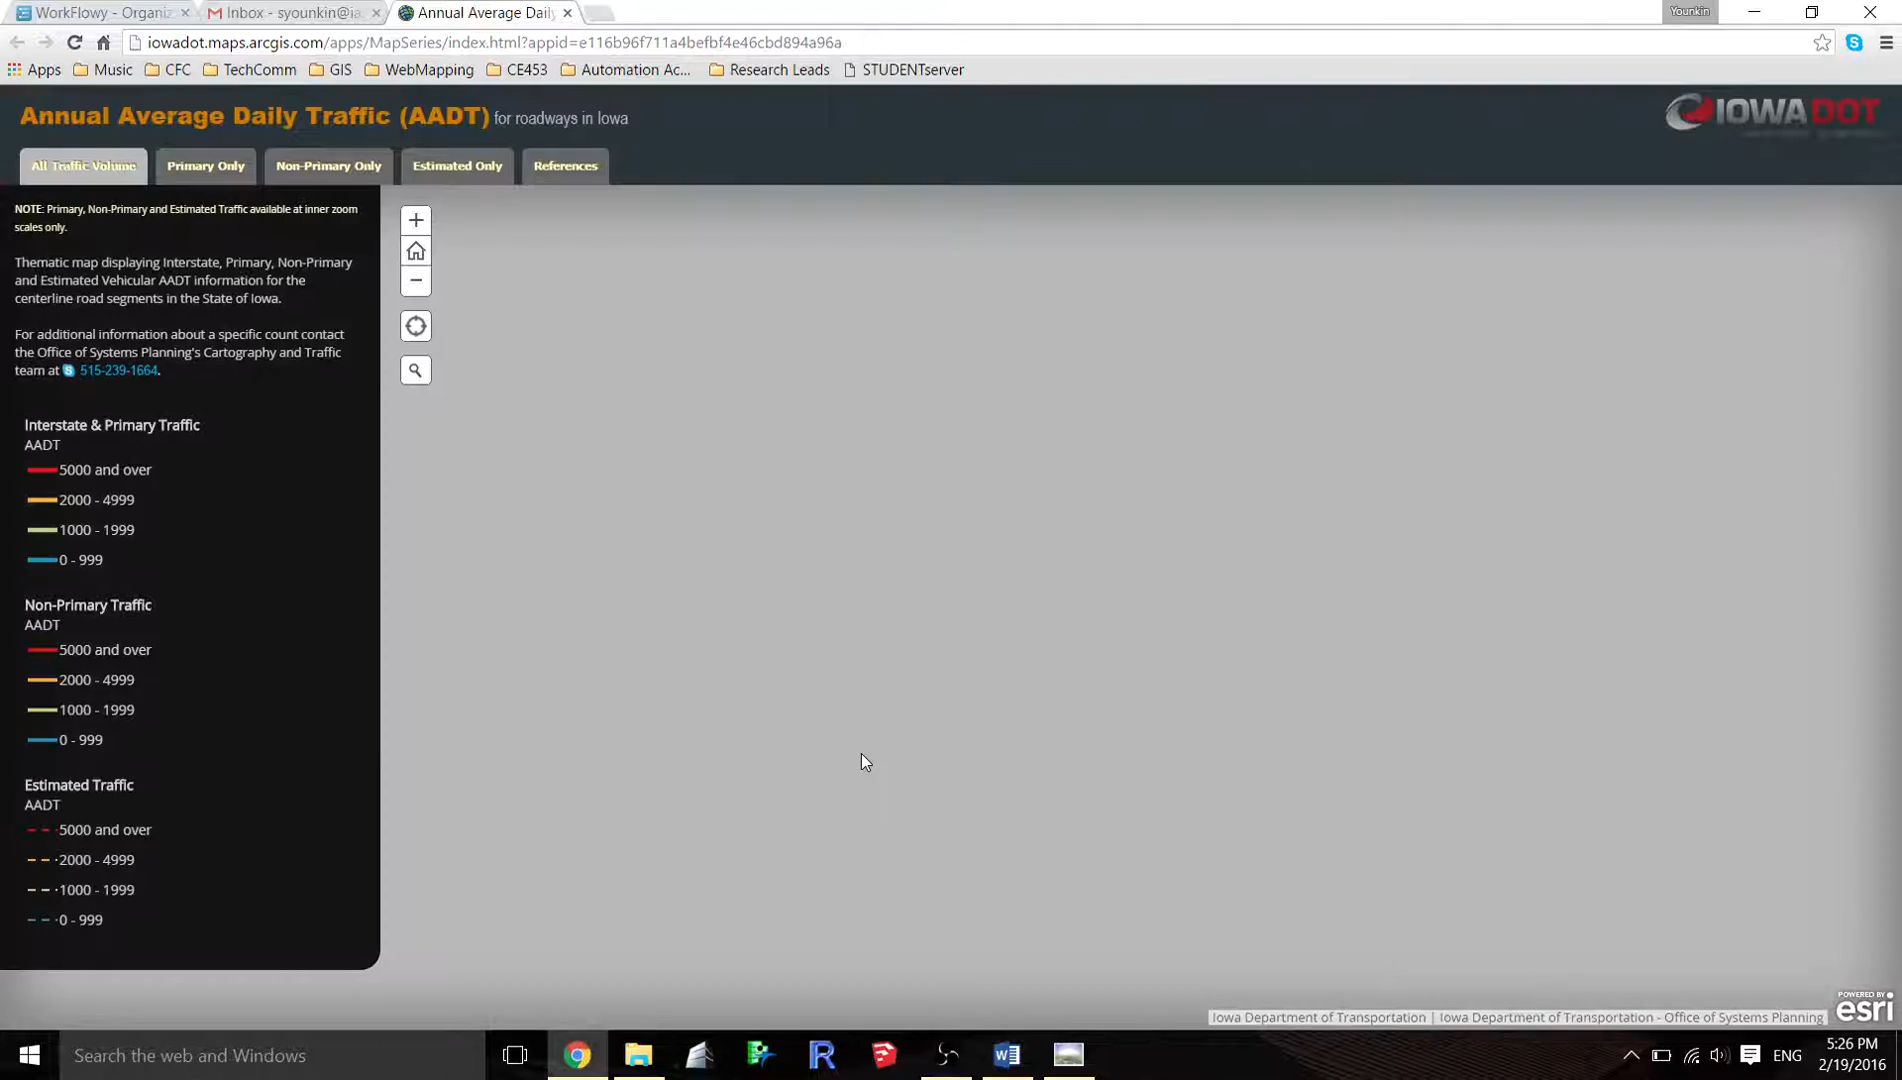 WorkFlowy - Organiz
Inbox - syounkin@ia
Annual Average Daily
Younkin
iowadot.maps.arcgis.com/apps/MapSeries/index.html?appid=e116b96f711a4befbf4e46cbd894a96a
Apps Music CFC TechComm GIS WebMapping CE453 Automation Ac... Research Leads STUDENTserver
Annual Average Daily Traffic (AADT) for roadways in Iowa
IOWADOT
All Traffic Volume
Primary Only
Non-Primary Only
Estimated Only
References
NOTE: Primary, Non-Primary and Estimated Traffic available at inner zoom
scales only.
Thematic map displaying Interstate, Primary, Non-Primary
and Estimated Vehicular AADT information for the
centerline road segments in the State of Iowa.
For additional information about a specific count contact
the Office of Systems Planning's Cartography and Traffic
team at 515-239-1664.
Interstate & Primary Traffic
AADT
5000 and over
2000 - 4999
1000 - 1999
0 - 999
Non-Primary Traffic
AADT
5000 and over
2000 - 4999
1000 - 1999
0 - 999
Estimated Traffic
AADT
5000 and over
2000 - 4999
1000 - 1999
0 - 999
Iowa Department of Transportation | Iowa Department of Transportation - Office of Systems Planning
POWERED BY
esri
Search the web and Windows
ENG
5:26 PM
2/19/2016